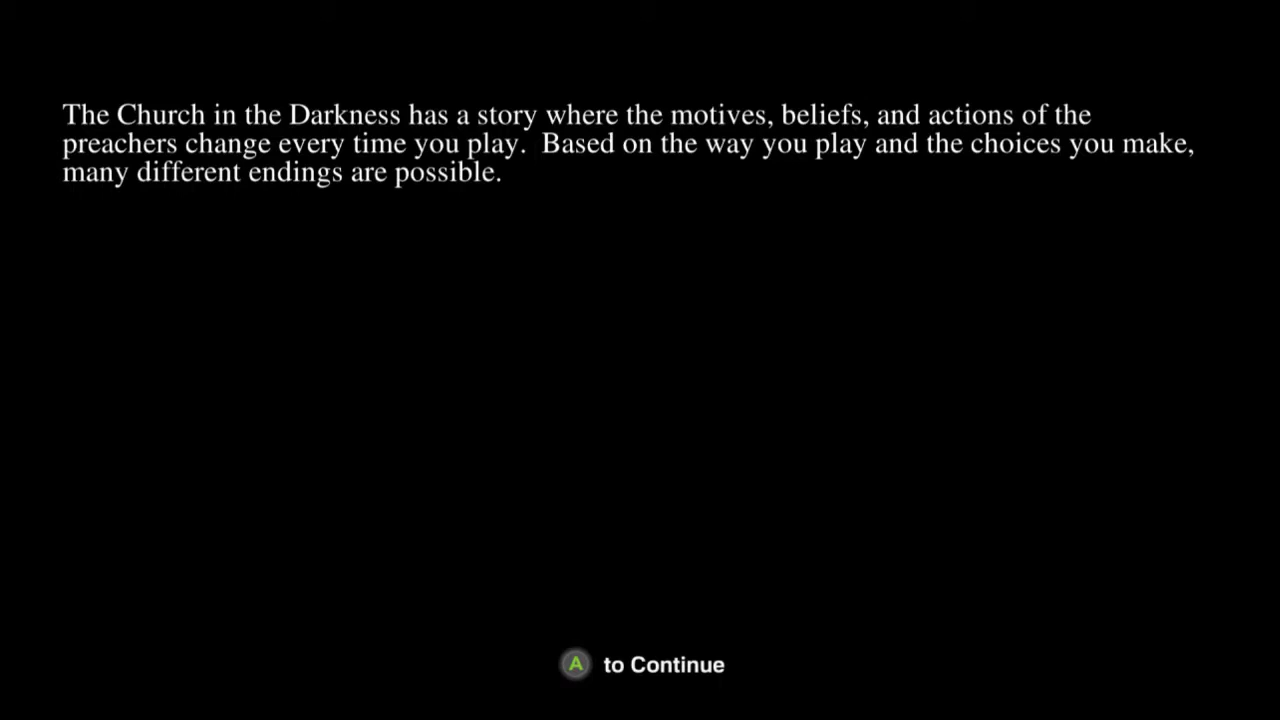 The Church in the Darkness has a story where the motives, beliefs, and actions of the
preachers change every time you play.  Based on the way you play and the choices you make,
many different endings are possible.
A to Continue